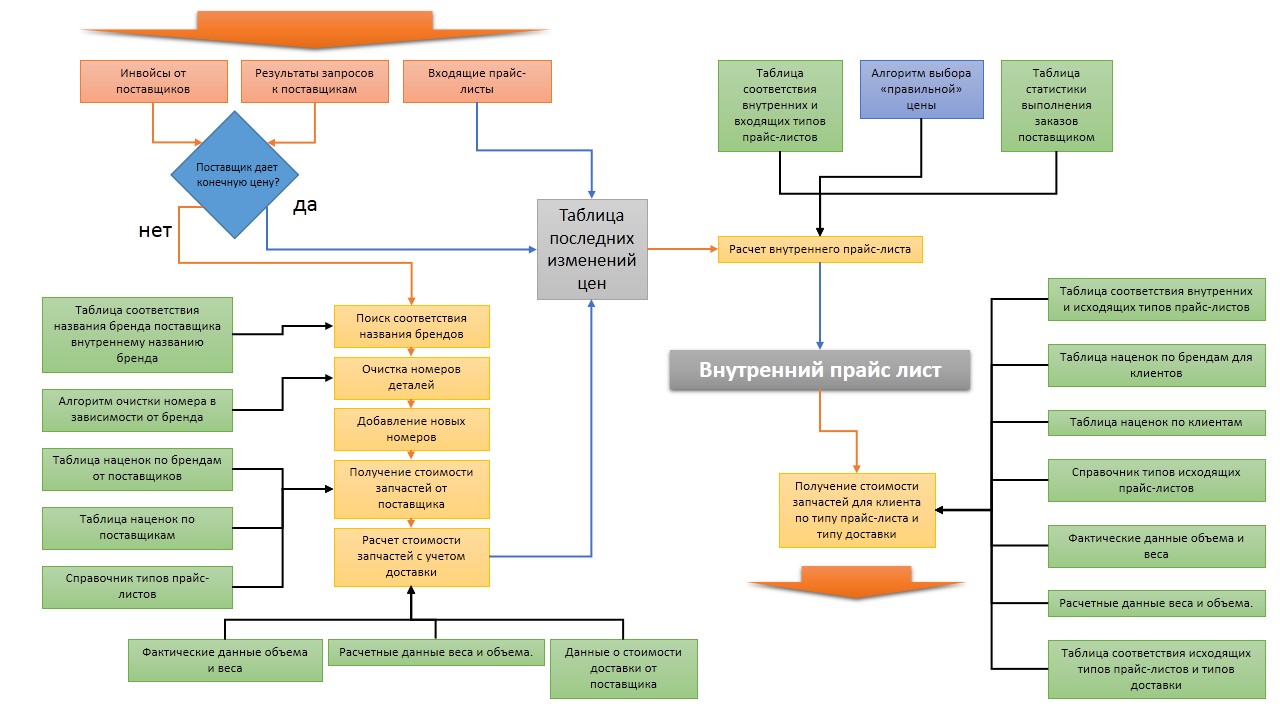 Инвойсы от
поставщиков
Результаты запросов
к поставщикам
Входящие прайс-
листы
Поставщик дает
конечную цену?
да
нет
Таблица
последних
изменений
цен
Таблица
соответствия
внутренних и
входящих типов
прайс-листов
Алгоритм выбора
«правильной»
цены
Таблица
статистики
выполнения
заказов
поставщиком
Расчет внутреннего прайс-листа
Внутренний прайс лист
Получение стоимости
запчастей для клиента
по типу прайс-листа и
типу доставки
Таблица соответствия
названия бренда поставщика
внутреннему названию
бренда
Алгоритм очистки номера в
зависимости от бренда
Таблица наценок по брендам
от поставщиков
Таблица наценок по
поставщикам
Справочник типов прайс-
листов
Поиск соответствия
названия брендов
Очистка номеров
деталей
Добавление новых
номеров
Получение стоимости
запчастей от
поставщика
Расчет стоимости
запчастей с учетом
доставки
Фактические данные объема
и веса
Расчетные данные веса и объема.
Данные о стоимости
доставки от
поставщика
Таблица соответствия внутренних
и исходящих типов прайс-листов
Таблица наценок по брендам для
клиентов
Таблица наценок по клиентам
Справочник типов исходящих
прайс-листов
Фактические данные объема и
веса
Расчетные данные веса и объема.
Таблица соответствия исходящих
типов прайс-листов и типов
доставки